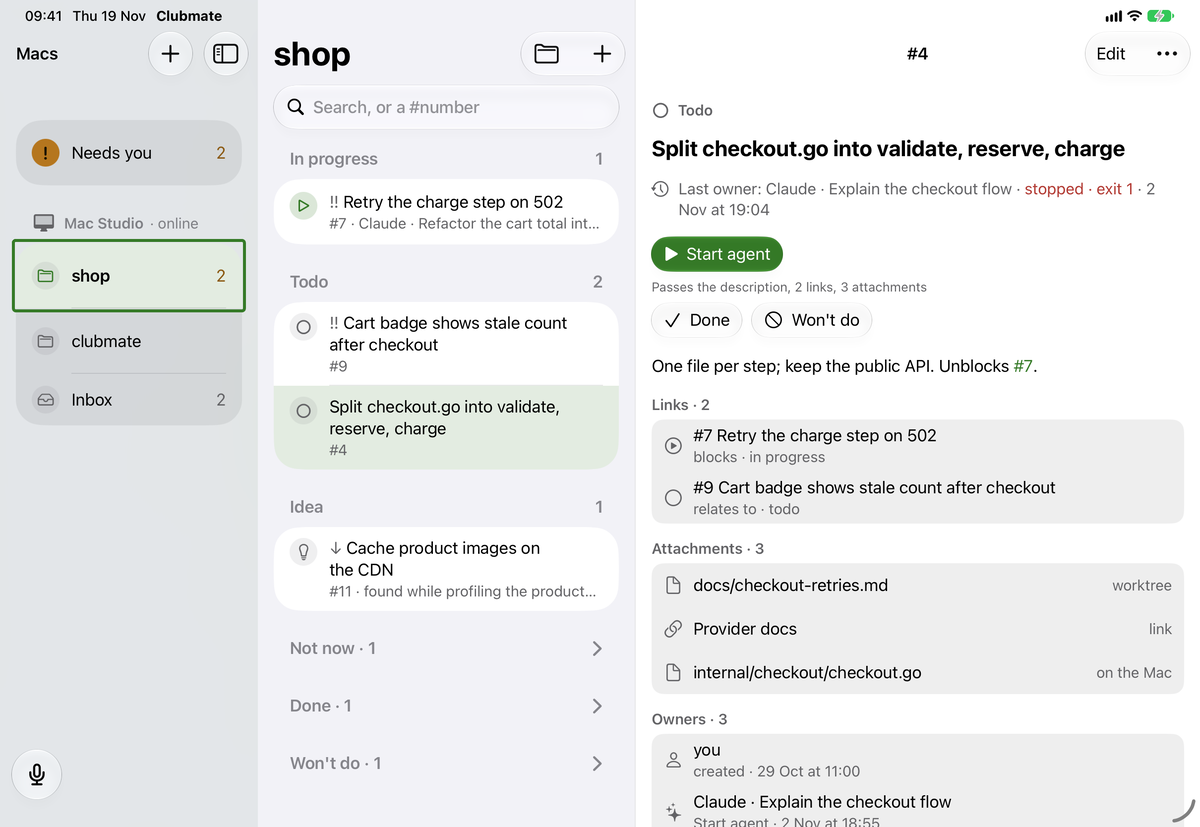 09:41 Thu 19 Nov Clubmate
Macs
Needs you 2
Mac Studio · online
shop 2
clubmate
Inbox 2
shop
Search, or a #number
In progress 1
!! Retry the charge step on 502
#7 · Claude · Refactor the cart total int...
Todo 2
!! Cart badge shows stale count
after checkout
#9
Split checkout.go into validate,
reserve, charge
#4
Idea 1
↓ Cache product images on
the CDN
#11 · found while profiling the product...
Not now · 1
Done · 1
Won't do · 1
#4
Edit
Todo
Split checkout.go into validate, reserve, charge
Last owner: Claude · Explain the checkout flow · stopped · exit 1 · 2
Nov at 19:04
Start agent
Passes the description, 2 links, 3 attachments
Done Won't do
One file per step; keep the public API. Unblocks #7.
Links · 2
#7 Retry the charge step on 502
blocks · in progress
#9 Cart badge shows stale count after checkout
relates to · todo
Attachments · 3
docs/checkout-retries.md worktree
Provider docs link
internal/checkout/checkout.go on the Mac
Owners · 3
you
created · 29 Oct at 11:00
Claude · Explain the checkout flow
Start agent · 2 Nov at 18:55